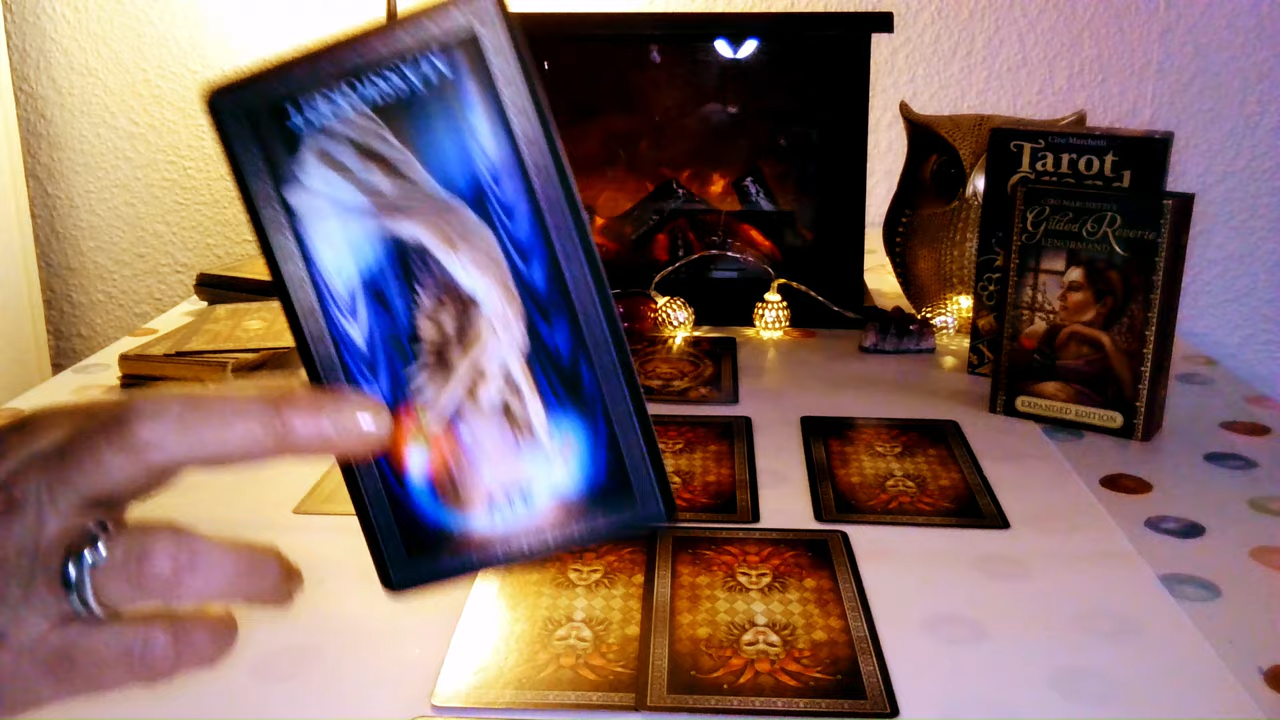 Ciro Marchetti
Tarot
CIRO MARCHETTI'S
Gilded Reverie
LENORMAND
EXPANDED EDITION